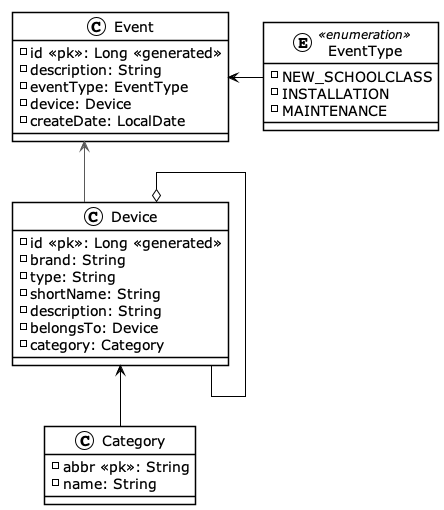 C Event
id «pk»: Long «generated»
description: String
eventType: EventType
device: Device
createDate: LocalDate
E «enumeration»
EventType
NEW_SCHOOLCLASS
INSTALLATION
MAINTENANCE
C Device
id «pk»: Long «generated»
brand: String
type: String
shortName: String
description: String
belongsTo: Device
category: Category
C Category
abbr «pk»: String
name: String